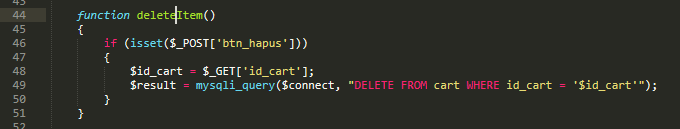 43
44 function deleteItem()
45 {
46 if (isset($_POST['btn_hapus']))
47 {
48 $id_cart = $_GET['id_cart'];
49 $result = mysqli_query($connect, "DELETE FROM cart WHERE id_cart = '$id_cart'");
50 }
51 }
52